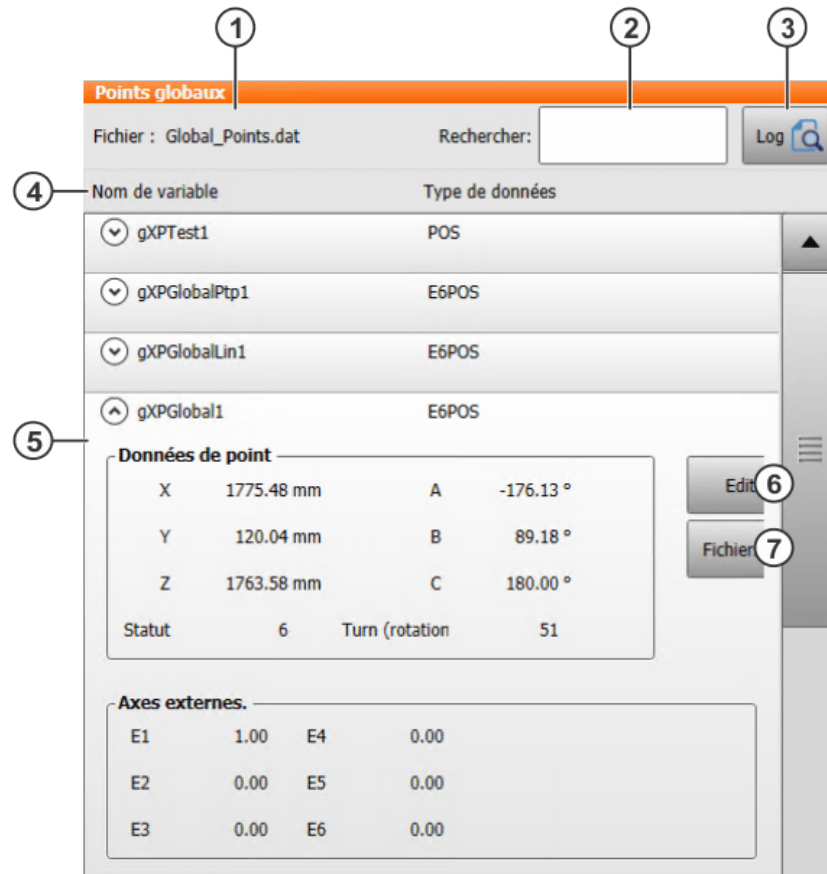 1 2 3
Points globaux
Fichier : Global_Points.dat Rechercher: Log
4 Nom de variable Type de données
gXPTest1 POS
gXPGlobalPtp1 E6POS
gXPGlobalLin1 E6POS
gXPGlobal1 E6POS
5
Données de point
X 1775.48 mm A -176.13 °
Edit 6
Y 120.04 mm B 89.18 °
Fichier 7
Z 1763.58 mm C 180.00 °
Statut 6 Turn (rotation 51
Axes externes.
E1 1.00 E4 0.00
E2 0.00 E5 0.00
E3 0.00 E6 0.00